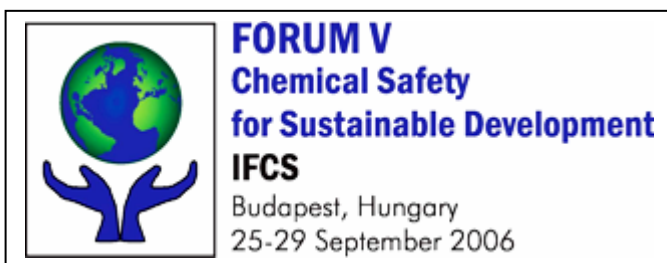 FORUM V
Chemical Safety
for Sustainable Development
IFCS
Budapest, Hungary
25-29 September 2006